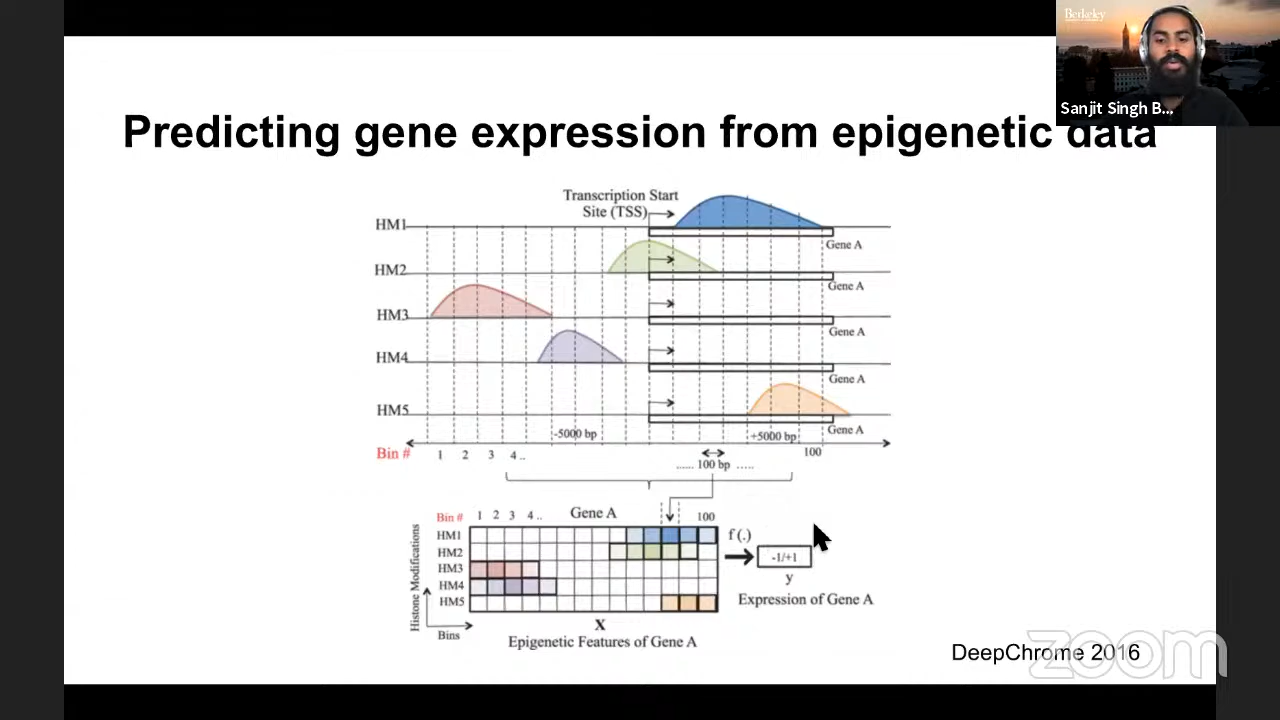 Berkeley
Sanjit Singh B...
Predicting gene expression from epigenetic data
Transcription Start
Site (TSS)
HM1
Gene A
HM2
Gene A
HM3
Gene A
HM4
Gene A
HM5
Gene A
-5000 bp
+5000 bp
Bin #
1 2 3 4 ..
100
...... 100 bp .....
Bin # 1 2 3 4 .. Gene A 100
HM1
HM2
HM3
HM4
HM5
Histone Modifications
Bins
f (.)
-1/+1
y
Expression of Gene A
X
Epigenetic Features of Gene A
DeepChrome 2016
zoom